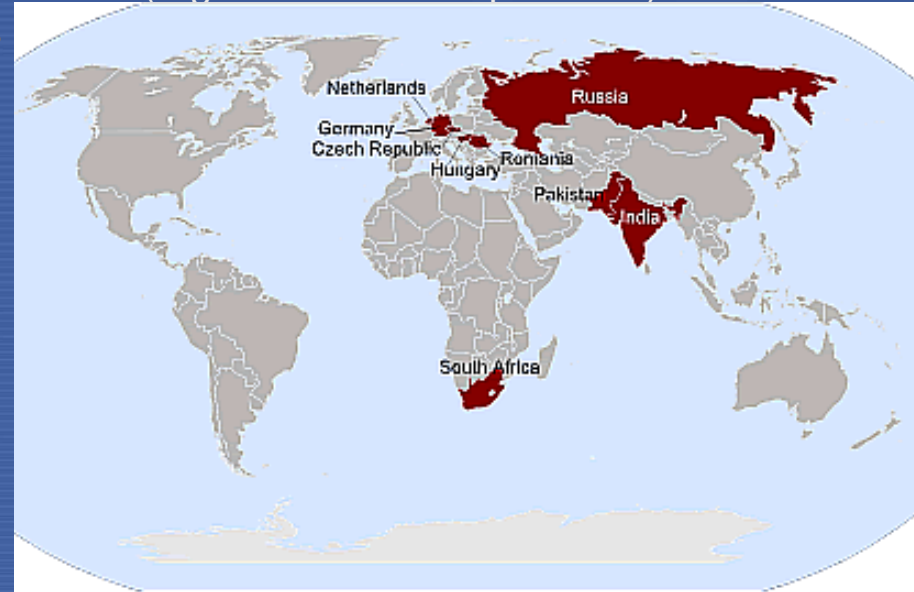 Netherlands
Russia
Germany
Czech Republic
Hungary
Romania
Pakistan
India
South Africa